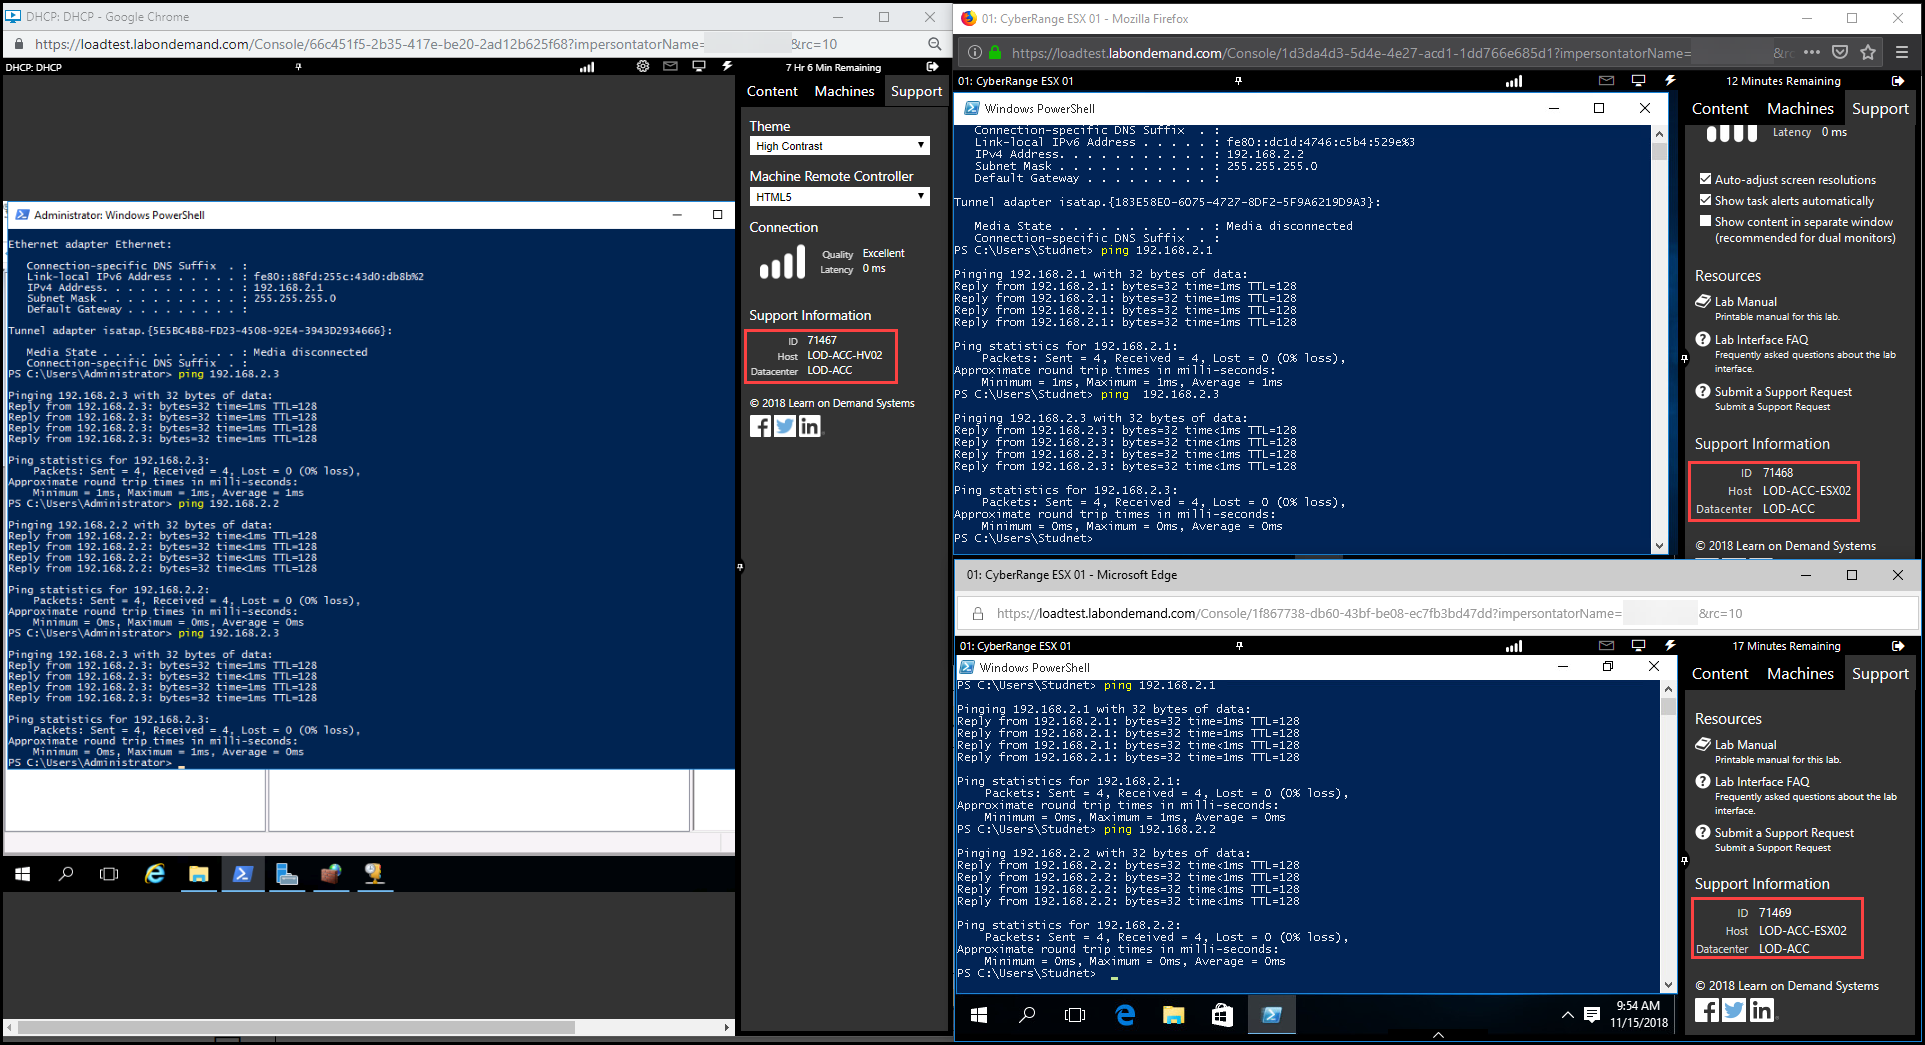 DHCP: DHCP - Google Chrome
https://loadtest.labondemand.com/Console/66c451f5-2b35-417e-be20-2ad12b625f68?impersontatorName= &rc=10
DHCP: DHCP
7 Hr 6 Min Remaining
Content Machines Support
Theme
High Contrast
Machine Remote Controller
HTML5
Connection
Quality Excellent
Latency 0 ms
Support Information
ID 71467
Host LOD-ACC-HV02
Datacenter LOD-ACC
© 2018 Learn on Demand Systems
Administrator: Windows PowerShell
Ethernet adapter Ethernet:
Connection-specific DNS Suffix . :
Link-local IPv6 Address . . . . . : fe80::88fd:255c:43d0:db8b%2
IPv4 Address. . . . . . . . . . . : 192.168.2.1
Subnet Mask . . . . . . . . . . . : 255.255.255.0
Default Gateway . . . . . . . . . :
Tunnel adapter isatap.{5E5BC4B8-FD23-4508-92E4-3943D2934666}:
Media State . . . . . . . . . . . : Media disconnected
Connection-specific DNS Suffix . :
PS C:\Users\Administrator> ping 192.168.2.3
Pinging 192.168.2.3 with 32 bytes of data:
Reply from 192.168.2.3: bytes=32 time=1ms TTL=128
Reply from 192.168.2.3: bytes=32 time=1ms TTL=128
Reply from 192.168.2.3: bytes=32 time=1ms TTL=128
Reply from 192.168.2.3: bytes=32 time=1ms TTL=128
Ping statistics for 192.168.2.3:
Packets: Sent = 4, Received = 4, Lost = 0 (0% loss),
Approximate round trip times in milli-seconds:
Minimum = 1ms, Maximum = 1ms, Average = 1ms
PS C:\Users\Administrator> ping 192.168.2.2
Pinging 192.168.2.2 with 32 bytes of data:
Reply from 192.168.2.2: bytes=32 time<1ms TTL=128
Reply from 192.168.2.2: bytes=32 time=1ms TTL=128
Reply from 192.168.2.2: bytes=32 time<1ms TTL=128
Reply from 192.168.2.2: bytes=32 time<1ms TTL=128
Ping statistics for 192.168.2.2:
Packets: Sent = 4, Received = 4, Lost = 0 (0% loss),
Approximate round trip times in milli-seconds:
Minimum = 0ms, Maximum = 1ms, Average = 0ms
PS C:\Users\Administrator> ping 192.168.2.3
Pinging 192.168.2.3 with 32 bytes of data:
Reply from 192.168.2.3: bytes=32 time<1ms TTL=128
Reply from 192.168.2.3: bytes=32 time=1ms TTL=128
Reply from 192.168.2.3: bytes=32 time<1ms TTL=128
Reply from 192.168.2.3: bytes=32 time<1ms TTL=128
Ping statistics for 192.168.2.3:
Packets: Sent = 4, Received = 4, Lost = 0 (0% loss),
Approximate round trip times in milli-seconds:
Minimum = 0ms, Maximum = 1ms, Average = 0ms
PS C:\Users\Administrator>
01: CyberRange ESX 01 - Mozilla Firefox
https://loadtest.labondemand.com/Console/1d3da4d3-5d4e-4e27-acd1-1dd766e685d1?impersontatorName= &rc
01: CyberRange ESX 01
12 Minutes Remaining
Windows PowerShell
Connection-specific DNS Suffix . :
Link-local IPv6 Address . . . . . : fe80::dc1d:4746:c5b4:529e%3
IPv4 Address. . . . . . . . . . . : 192.168.2.2
Subnet Mask . . . . . . . . . . . : 255.255.255.0
Default Gateway . . . . . . . . . :
Tunnel adapter isatap.{183E58E0-6075-4727-8DF2-5F9A6219D9A3}:
Media State . . . . . . . . . . . : Media disconnected
Connection-specific DNS Suffix . :
PS C:\Users\Studnet> ping 192.168.2.1
Pinging 192.168.2.1 with 32 bytes of data:
Reply from 192.168.2.1: bytes=32 time=1ms TTL=128
Reply from 192.168.2.1: bytes=32 time=1ms TTL=128
Reply from 192.168.2.1: bytes=32 time=1ms TTL=128
Reply from 192.168.2.1: bytes=32 time=1ms TTL=128
Ping statistics for 192.168.2.1:
Packets: Sent = 4, Received = 4, Lost = 0 (0% loss),
Approximate round trip times in milli-seconds:
Minimum = 1ms, Maximum = 1ms, Average = 1ms
PS C:\Users\Studnet> ping 192.168.2.3
Pinging 192.168.2.3 with 32 bytes of data:
Reply from 192.168.2.3: bytes=32 time<1ms TTL=128
Reply from 192.168.2.3: bytes=32 time<1ms TTL=128
Reply from 192.168.2.3: bytes=32 time<1ms TTL=128
Reply from 192.168.2.3: bytes=32 time<1ms TTL=128
Ping statistics for 192.168.2.3:
Packets: Sent = 4, Received = 4, Lost = 0 (0% loss),
Approximate round trip times in milli-seconds:
Minimum = 0ms, Maximum = 0ms, Average = 0ms
PS C:\Users\Studnet>
Content Machines Support
Latency 0 ms
Auto-adjust screen resolutions
Show task alerts automatically
Show content in separate window
(recommended for dual monitors)
Resources
Lab Manual
Printable manual for this lab.
Lab Interface FAQ
Frequently asked questions about the lab
interface.
Submit a Support Request
Submit a Support Request
Support Information
ID 71468
Host LOD-ACC-ESX02
Datacenter LOD-ACC
© 2018 Learn on Demand Systems
01: CyberRange ESX 01 - Microsoft Edge
https://loadtest.labondemand.com/Console/1f867738-db60-43bf-be08-ec7fb3bd47dd?impersontatorName= &rc=10
01: CyberRange ESX 01
17 Minutes Remaining
Windows PowerShell
PS C:\Users\Studnet> ping 192.168.2.1
Pinging 192.168.2.1 with 32 bytes of data:
Reply from 192.168.2.1: bytes=32 time=1ms TTL=128
Reply from 192.168.2.1: bytes=32 time=1ms TTL=128
Reply from 192.168.2.1: bytes=32 time<1ms TTL=128
Reply from 192.168.2.1: bytes=32 time<1ms TTL=128
Ping statistics for 192.168.2.1:
Packets: Sent = 4, Received = 4, Lost = 0 (0% loss),
Approximate round trip times in milli-seconds:
Minimum = 0ms, Maximum = 1ms, Average = 0ms
PS C:\Users\Studnet> ping 192.168.2.2
Pinging 192.168.2.2 with 32 bytes of data:
Reply from 192.168.2.2: bytes=32 time<1ms TTL=128
Reply from 192.168.2.2: bytes=32 time<1ms TTL=128
Reply from 192.168.2.2: bytes=32 time<1ms TTL=128
Reply from 192.168.2.2: bytes=32 time<1ms TTL=128
Ping statistics for 192.168.2.2:
Packets: Sent = 4, Received = 4, Lost = 0 (0% loss),
Approximate round trip times in milli-seconds:
Minimum = 0ms, Maximum = 0ms, Average = 0ms
PS C:\Users\Studnet>
9:54 AM
11/15/2018
Content Machines Support
Resources
Lab Manual
Printable manual for this lab.
Lab Interface FAQ
Frequently asked questions about the lab
interface.
Submit a Support Request
Submit a Support Request
Support Information
ID 71469
Host LOD-ACC-ESX02
Datacenter LOD-ACC
© 2018 Learn on Demand Systems